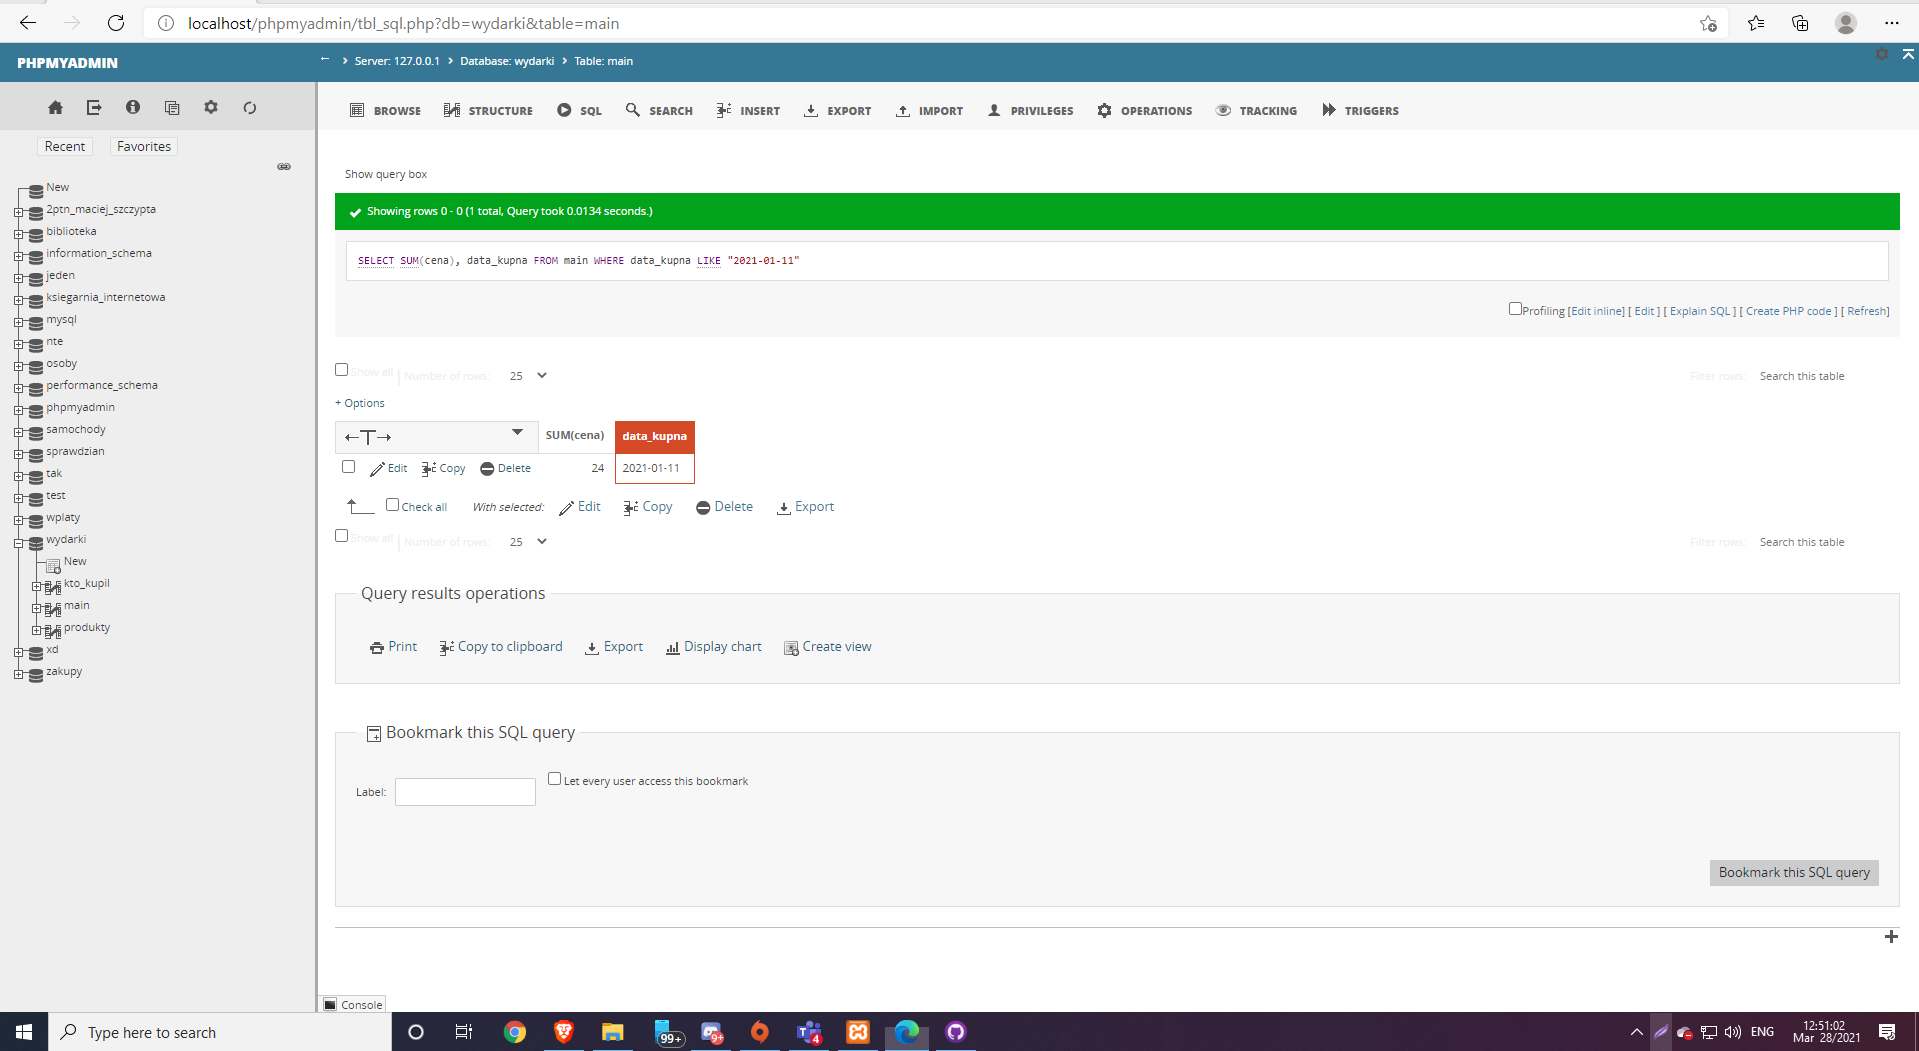 localhost/phpmyadmin/tbl_sql.php?db=wydarki&table=main
PHPMYADMIN
Server: 127.0.0.1 › Database: wydarki › Table: main
BROWSE STRUCTURE SQL SEARCH INSERT EXPORT IMPORT PRIVILEGES OPERATIONS TRACKING TRIGGERS
Recent Favorites
New
2ptn_maciej_szczypta
biblioteka
information_schema
jeden
ksiegarnia_internetowa
mysql
nte
osoby
performance_schema
phpmyadmin
samochody
sprawdzian
tak
test
wplaty
wydarki
New
kto_kupil
main
produkty
xd
zakupy
Show query box
Showing rows 0 - 0 (1 total, Query took 0.0134 seconds.)
SELECT SUM(cena), data_kupna FROM main WHERE data_kupna LIKE "2021-01-11"
Profiling [Edit inline] [ Edit ] [ Explain SQL ] [ Create PHP code ] [ Refresh]
Show all | Number of rows: 25 Filter rows: Search this table
+ Options
←T→ SUM(cena) data_kupna
Edit Copy Delete 24 2021-01-11
Check all With selected: Edit Copy Delete Export
Show all | Number of rows: 25 Filter rows: Search this table
Query results operations
Print Copy to clipboard Export Display chart Create view
Bookmark this SQL query
Label: Let every user access this bookmark
Bookmark this SQL query
Console
Type here to search
99+
9+
4
ENG
12:51:02
Mar 28/2021